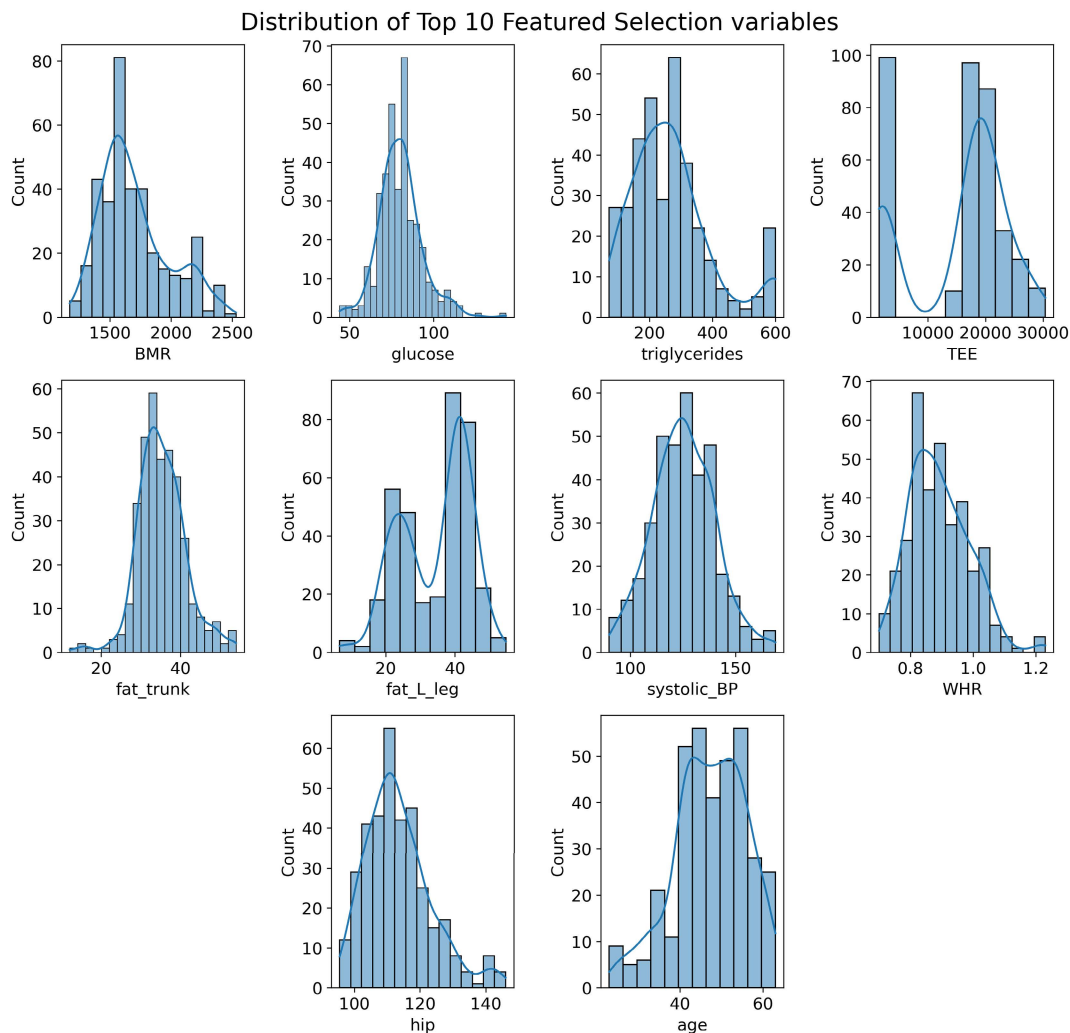 Distribution of Top 10 Featured Selection variables
80
60
40
20
0
Count
1500 2000 2500
BMR
70
60
50
40
30
20
10
0
Count
50 100
glucose
60
50
40
30
20
10
0
Count
200 400 600
triglycerides
100
80
60
40
20
0
Count
10000 20000 30000
TEE
60
50
40
30
20
10
0
Count
20 40
fat_trunk
80
60
40
20
0
Count
20 40
fat_L_leg
60
50
40
30
20
10
0
Count
100 150
systolic_BP
70
60
50
40
30
20
10
0
Count
0.8 1.0 1.2
WHR
60
50
40
30
20
10
0
Count
100 120 140
hip
50
40
30
20
10
0
Count
40 60
age